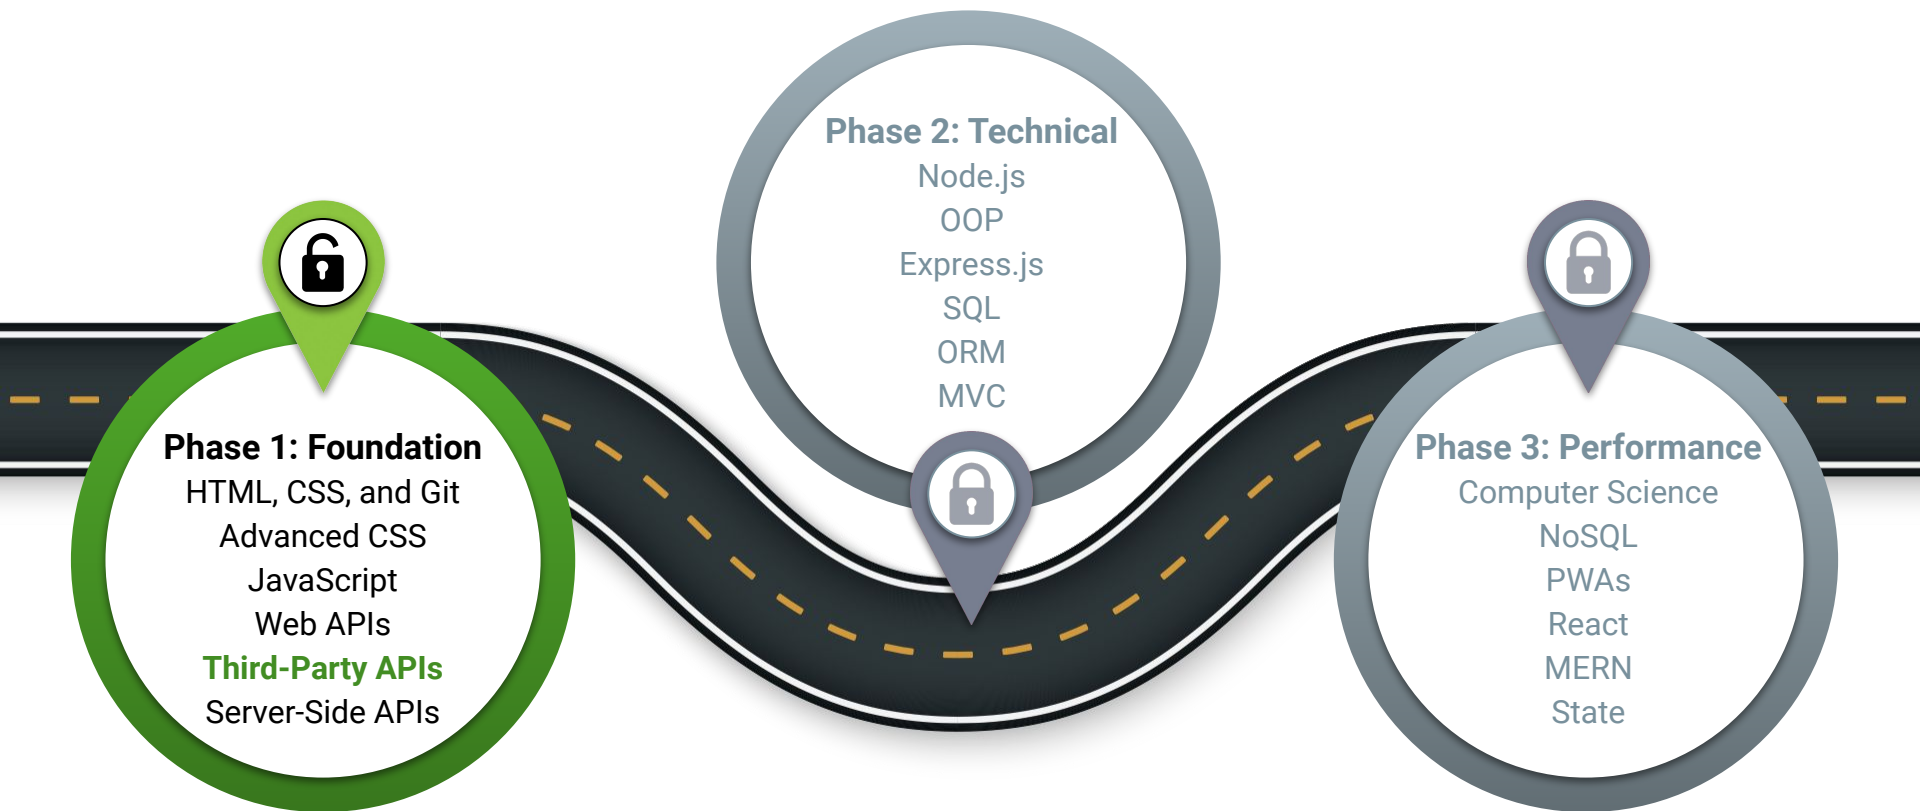 Phase 1: Foundation
HTML, CSS, and Git
Advanced CSS
JavaScript
Web APIs
Third-Party APIs
Server-Side APIs
Phase 2: Technical
Node.js
OOP
Express.js
SQL
ORM
MVC
Phase 3: Performance
Computer Science
NoSQL
PWAs
React
MERN
State